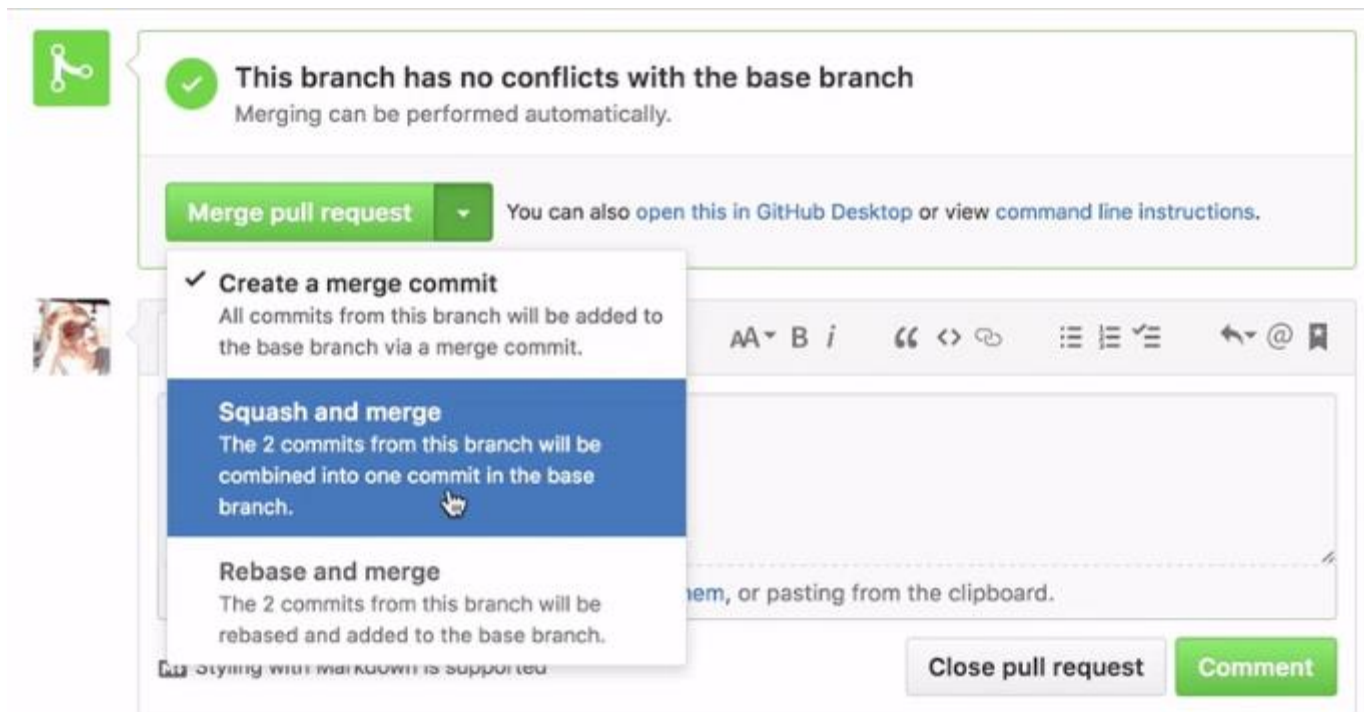 This branch has no conflicts with the base branch
Merging can be performed automatically.
Merge pull request
You can also open this in GitHub Desktop or view command line instructions.
Create a merge commit
All commits from this branch will be added to
the base branch via a merge commit.
AA B i
Squash and merge
The 2 commits from this branch will be
combined into one commit in the base
branch.
Rebase and merge
The 2 commits from this branch will be
rebased and added to the base branch.
, or pasting from the clipboard.
Styling with Markdown is supported
Close pull request
Comment